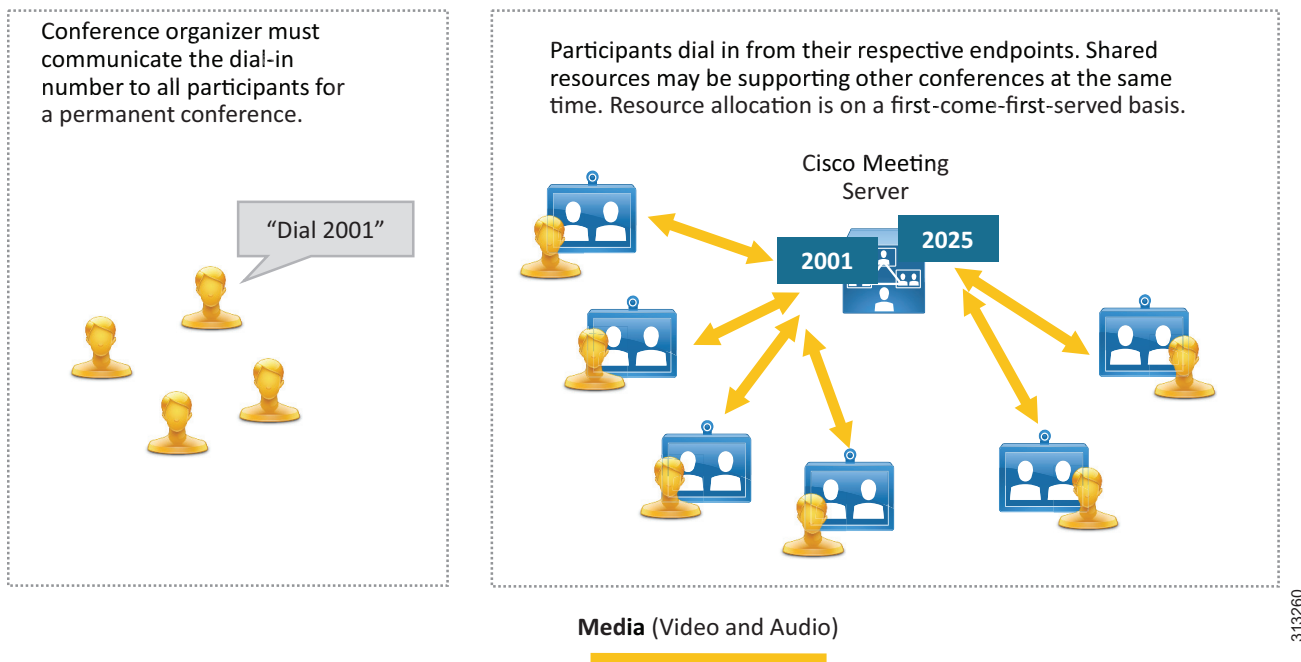 Conference organizer must
communicate the dial-in
number to all participants for
a permanent conference.
“Dial 2001”
Participants dial in from their respective endpoints. Shared
resources may be supporting other conferences at the same
time. Resource allocation is on a first-come-first-served basis.
Cisco Meeting
Server
2001
2025
Media (Video and Audio)
313260